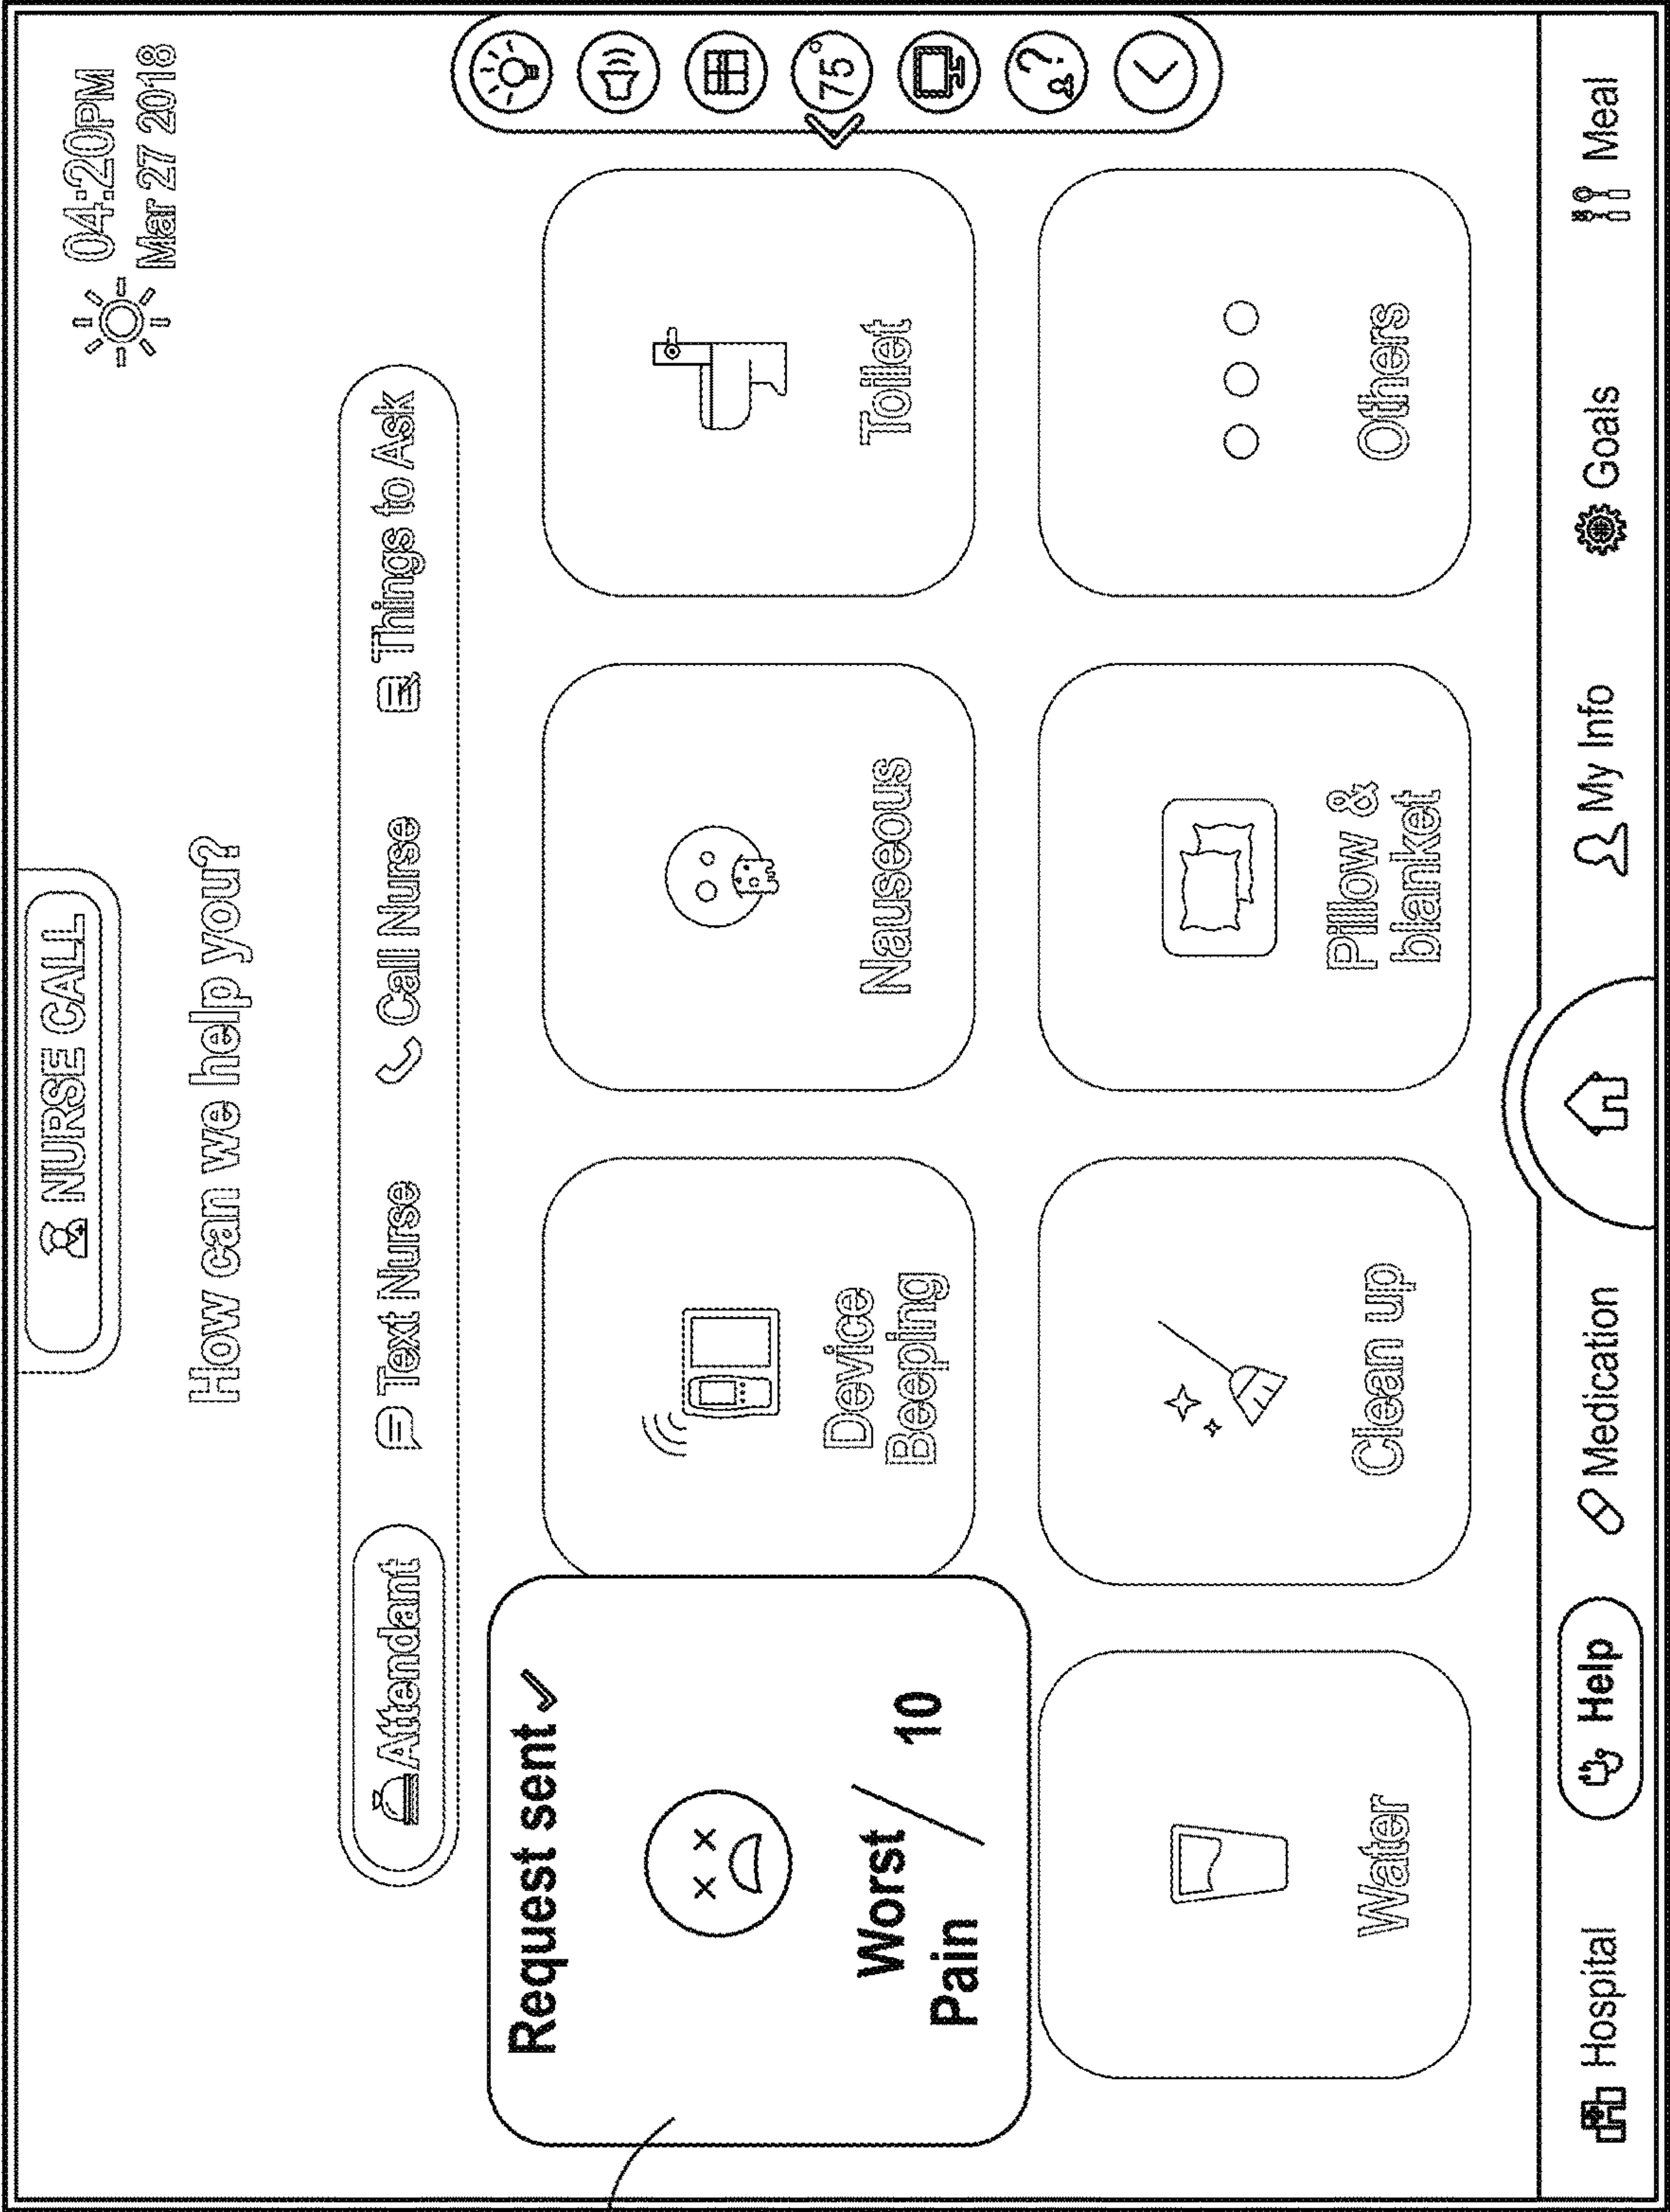 NURSE CALL
04:20PM
Mar 27 2018
How can we help you?
Attendant
Text Nurse
Call Nurse
Things to Ask
75°
?
Request sent
Worst
Pain / 10
Device
Beeping
Nauseous
Toilet
Water
Clean up
Pillow &
blanket
Others
Hospital
Help
Medication
My Info
Goals
Meal